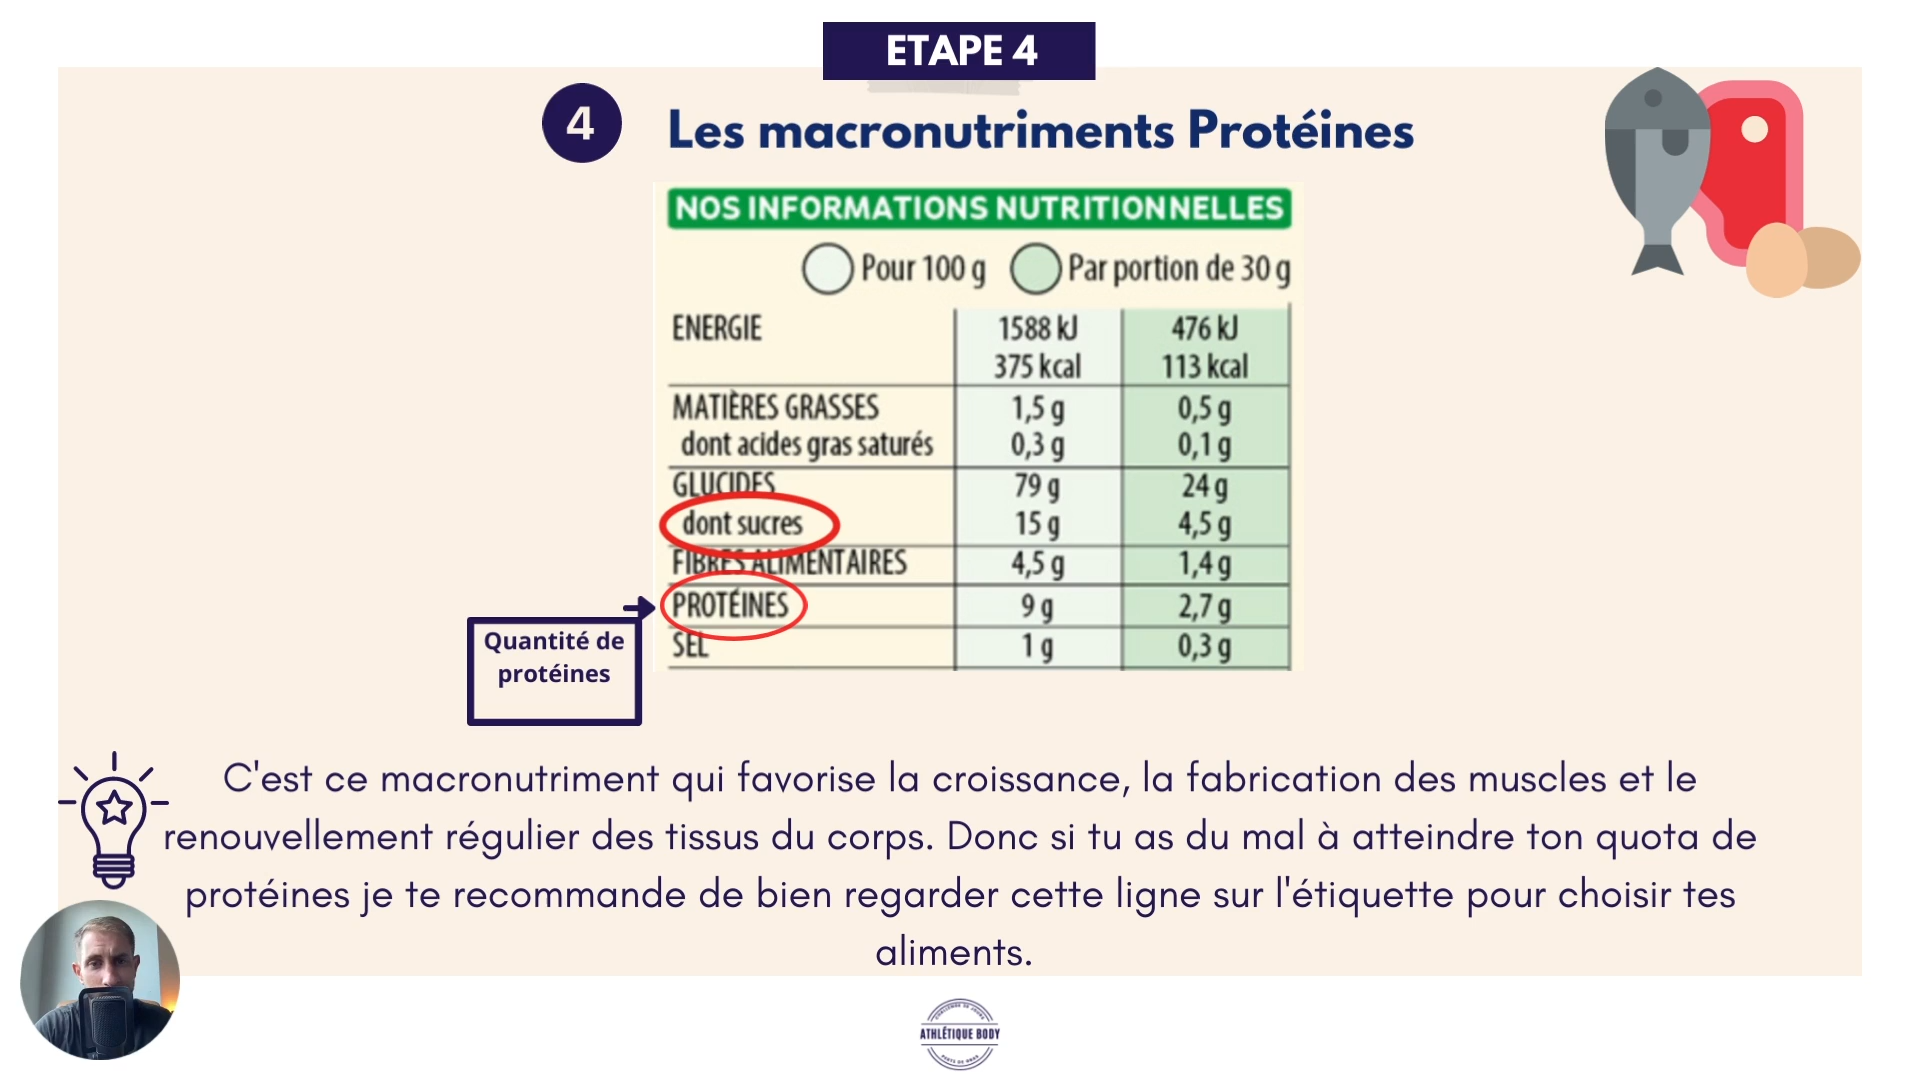 ETAPE 4
4 Les macronutriments Protéines
NOS INFORMATIONS NUTRITIONNELLES
Pour 100 g Par portion de 30 g
ENERGIE 1588 kJ 476 kJ
375 kcal 113 kcal
MATIÈRES GRASSES 1,5 g 0,5 g
dont acides gras saturés 0,3 g 0,1 g
GLUCIDES 79 g 24 g
dont sucres 15 g 4,5 g
FIBRES ALIMENTAIRES 4,5 g 1,4 g
PROTÉINES 9 g 2,7 g
SEL 1 g 0,3 g
Quantité de
protéines
C'est ce macronutriment qui favorise la croissance, la fabrication des muscles et le
renouvellement régulier des tissus du corps. Donc si tu as du mal à atteindre ton quota de
protéines je te recommande de bien regarder cette ligne sur l'étiquette pour choisir tes
aliments.
ATHLÉTIQUE BODY